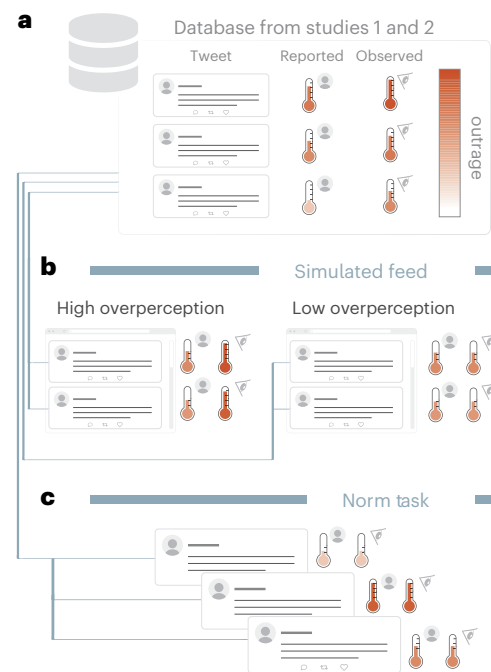 a
Database from studies 1 and 2
Tweet Reported Observed
outrage
b
Simulated feed
High overperception Low overperception
c
Norm task